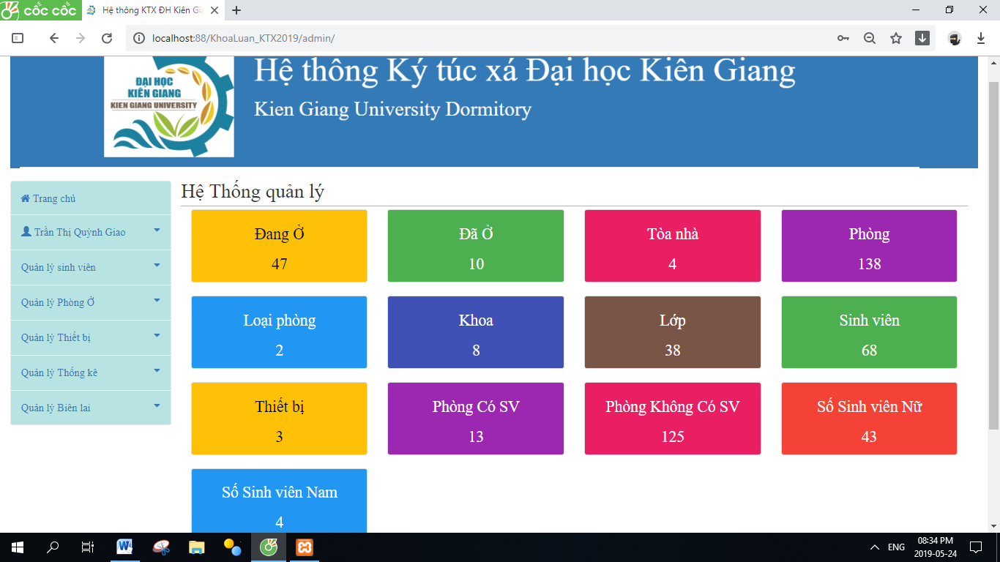 cốc cốc
Hệ thống KTX ĐH Kiên Gia
localhost:88/KhoaLuan_KTX2019/admin/
ĐẠI HỌC
KIÊN GIANG
KIEN GIANG UNIVERSITY
Hệ thông Ký túc xá Đại học Kiên Giang
Kien Giang University Dormitory
Trang chủ
Trần Thị Quỳnh Giao
Quản lý sinh viên
Quản lý Phòng Ở
Quản lý Thiết bị
Quản lý Thống kê
Quản lý Biên lai
Hệ Thống quản lý
Đang Ở
47
Đã Ở
10
Tòa nhà
4
Phòng
138
Loại phòng
2
Khoa
8
Lớp
38
Sinh viên
68
Thiết bị
3
Phòng Có SV
13
Phòng Không Có SV
125
Số Sinh viên Nữ
43
Số Sinh viên Nam
4
ENG
08:34 PM
2019-05-24